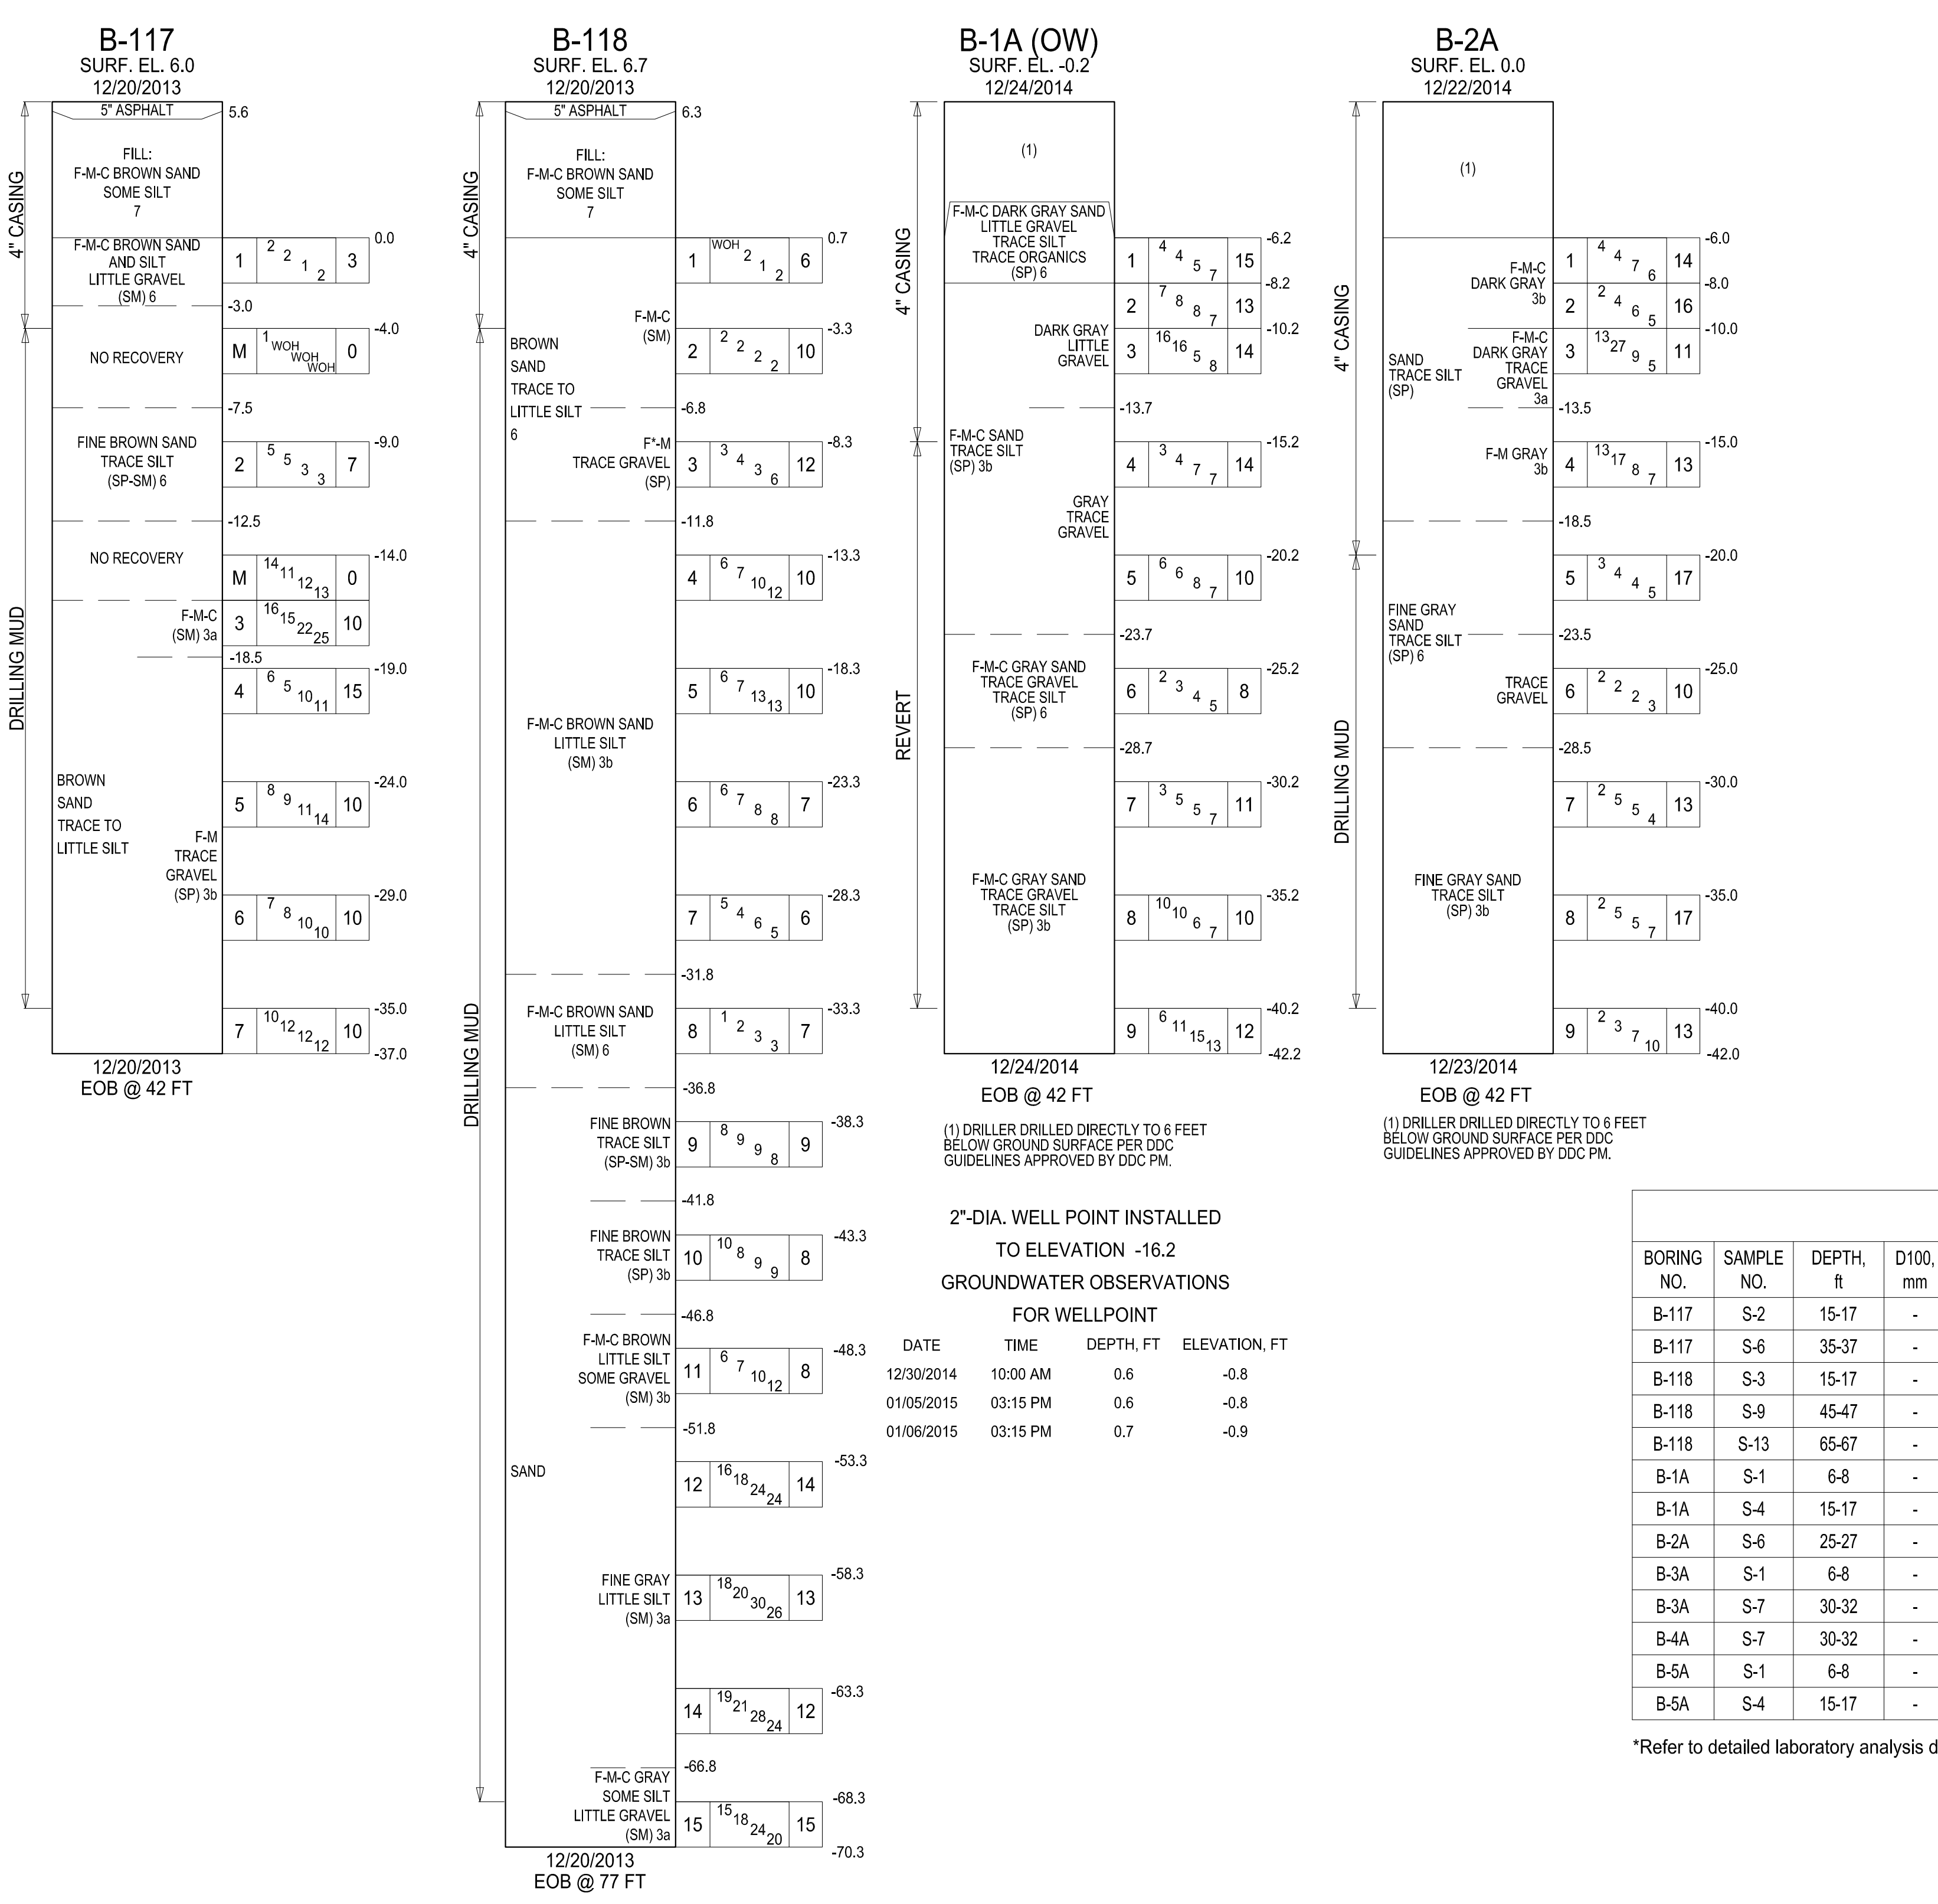 B-117
SURF. EL. 6.0
12/20/2013
5" ASPHALT
5.6
FILL:
F-M-C BROWN SAND
SOME SILT
7
4" CASING
0.0
F-M-C BROWN SAND
AND SILT
LITTLE GRAVEL
(SM) 6
1 2 2 1 2 3
-3.0
-4.0
NO RECOVERY
M 1 WOH WOH WOH 0
-7.5
-9.0
FINE BROWN SAND
TRACE SILT
(SP-SM) 6
2 5 5 3 3 7
-12.5
-14.0
NO RECOVERY
M 14 11 12 13 0
F-M-C
(SM) 3a
3 16 15 22 25 10
-18.5
-19.0
4 6 5 10 11 15
DRILLING MUD
-24.0
5 8 9 11 14 10
BROWN
SAND
TRACE TO
LITTLE SILT
F-M
TRACE
GRAVEL
(SP) 3b
-29.0
6 7 8 10 10 10
-35.0
7 10 12 12 12 10
-37.0
12/20/2013
EOB @ 42 FT
B-118
SURF. EL. 6.7
12/20/2013
5" ASPHALT
6.3
FILL:
F-M-C BROWN SAND
SOME SILT
7
4" CASING
0.7
1 WOH 2 1 2 6
F-M-C
(SM)
-3.3
2 2 2 2 2 10
BROWN
SAND
TRACE TO
LITTLE SILT
6
-6.8
F*-M
TRACE GRAVEL
(SP)
-8.3
3 3 4 3 6 12
-11.8
-13.3
4 6 7 10 12 10
-18.3
5 6 7 13 13 10
F-M-C BROWN SAND
LITTLE SILT
(SM) 3b
-23.3
6 6 7 8 8 7
-28.3
7 5 4 6 5 6
-31.8
-33.3
F-M-C BROWN SAND
LITTLE SILT
(SM) 6
8 1 2 3 3 7
DRILLING MUD
-36.8
-38.3
FINE BROWN
TRACE SILT
(SP-SM) 3b
9 8 9 9 8 9
-41.8
-43.3
FINE BROWN
TRACE SILT
(SP) 3b
10 10 8 9 9 8
-46.8
-48.3
F-M-C BROWN
LITTLE SILT
SOME GRAVEL
(SM) 3b
11 6 7 10 12 8
-51.8
-53.3
SAND
12 16 18 24 24 14
-58.3
FINE GRAY
LITTLE SILT
(SM) 3a
13 18 20 30 26 13
-63.3
14 19 21 28 24 12
-66.8
-68.3
F-M-C GRAY
SOME SILT
LITTLE GRAVEL
(SM) 3a
15 15 18 24 20 15
-70.3
12/20/2013
EOB @ 77 FT
B-1A (OW)
SURF. EL. -0.2
12/24/2014
(1)
4" CASING
F-M-C DARK GRAY SAND
LITTLE GRAVEL
TRACE SILT
TRACE ORGANICS
(SP) 6
-6.2
1 4 4 5 7 15
-8.2
2 7 8 8 7 13
-10.2
DARK GRAY
LITTLE
GRAVEL
3 16 16 5 8 14
-13.7
-15.2
F-M-C SAND
TRACE SILT
(SP) 3b
4 3 4 7 7 14
GRAY
TRACE
GRAVEL
-20.2
5 6 6 8 7 10
-23.7
-25.2
F-M-C GRAY SAND
TRACE GRAVEL
TRACE SILT
(SP) 6
6 2 3 4 5 8
REVERT
-28.7
-30.2
7 3 5 5 7 11
F-M-C GRAY SAND
TRACE GRAVEL
TRACE SILT
(SP) 3b
-35.2
8 10 10 6 7 10
-40.2
9 6 11 15 13 12
-42.2
12/24/2014
EOB @ 42 FT
(1) DRILLER DRILLED DIRECTLY TO 6 FEET
BELOW GROUND SURFACE PER DDC
GUIDELINES APPROVED BY DDC PM.
2"-DIA. WELL POINT INSTALLED
TO ELEVATION -16.2
GROUNDWATER OBSERVATIONS
FOR WELLPOINT
DATE TIME DEPTH, FT ELEVATION, FT
12/30/2014 10:00 AM 0.6 -0.8
01/05/2015 03:15 PM 0.6 -0.8
01/06/2015 03:15 PM 0.7 -0.9
B-2A
SURF. EL. 0.0
12/22/2014
(1)
4" CASING
-6.0
F-M-C
DARK GRAY
3b
1 4 4 7 6 14
-8.0
2 2 4 6 5 16
-10.0
F-M-C
DARK GRAY
TRACE
GRAVEL
3a
3 13 27 9 5 11
SAND
TRACE SILT
(SP)
-13.5
-15.0
F-M GRAY
3b
4 13 17 8 7 13
-18.5
-20.0
5 3 4 4 5 17
FINE GRAY
SAND
TRACE SILT
(SP) 6
-23.5
-25.0
TRACE
GRAVEL
6 2 2 2 3 10
DRILLING MUD
-28.5
-30.0
7 2 5 5 4 13
FINE GRAY SAND
TRACE SILT
(SP) 3b
-35.0
8 2 5 5 7 17
-40.0
9 2 3 7 10 13
-42.0
12/23/2014
EOB @ 42 FT
(1) DRILLER DRILLED DIRECTLY TO 6 FEET
BELOW GROUND SURFACE PER DDC
GUIDELINES APPROVED BY DDC PM.
BORING NO. SAMPLE NO. DEPTH, ft D100, mm
B-117 S-2 15-17 -
B-117 S-6 35-37 -
B-118 S-3 15-17 -
B-118 S-9 45-47 -
B-118 S-13 65-67 -
B-1A S-1 6-8 -
B-1A S-4 15-17 -
B-2A S-6 25-27 -
B-3A S-1 6-8 -
B-3A S-7 30-32 -
B-4A S-7 30-32 -
B-5A S-1 6-8 -
B-5A S-4 15-17 -
*Refer to detailed laboratory analysis d